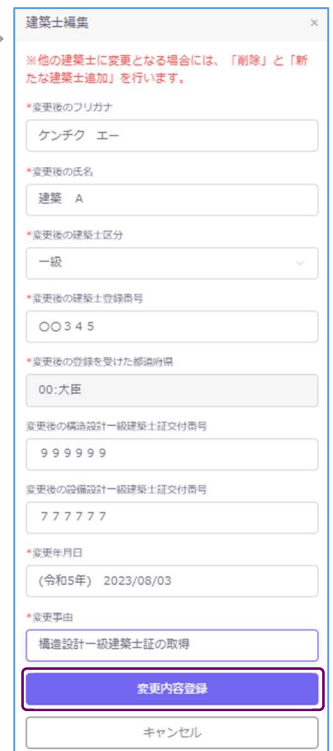 建築士編集 ×
※他の建築士に変更となる場合には、「削除」と「新
たな建築士追加」を行います。
*変更後のフリガナ
ケンチク エー
*変更後の氏名
建築 A
*変更後の建築士区分
一級
*変更後の建築士登録番号
〇〇３４５
*変更後の登録を受けた都道府県
00:大臣
変更後の構造設計一級建築士証交付番号
９９９９９９
変更後の設備設計一級建築士証交付番号
７７７７７７
*変更年月日
(令和5年) 2023/08/03
*変更事由
構造設計一級建築士証の取得
変更内容登録
キャンセル